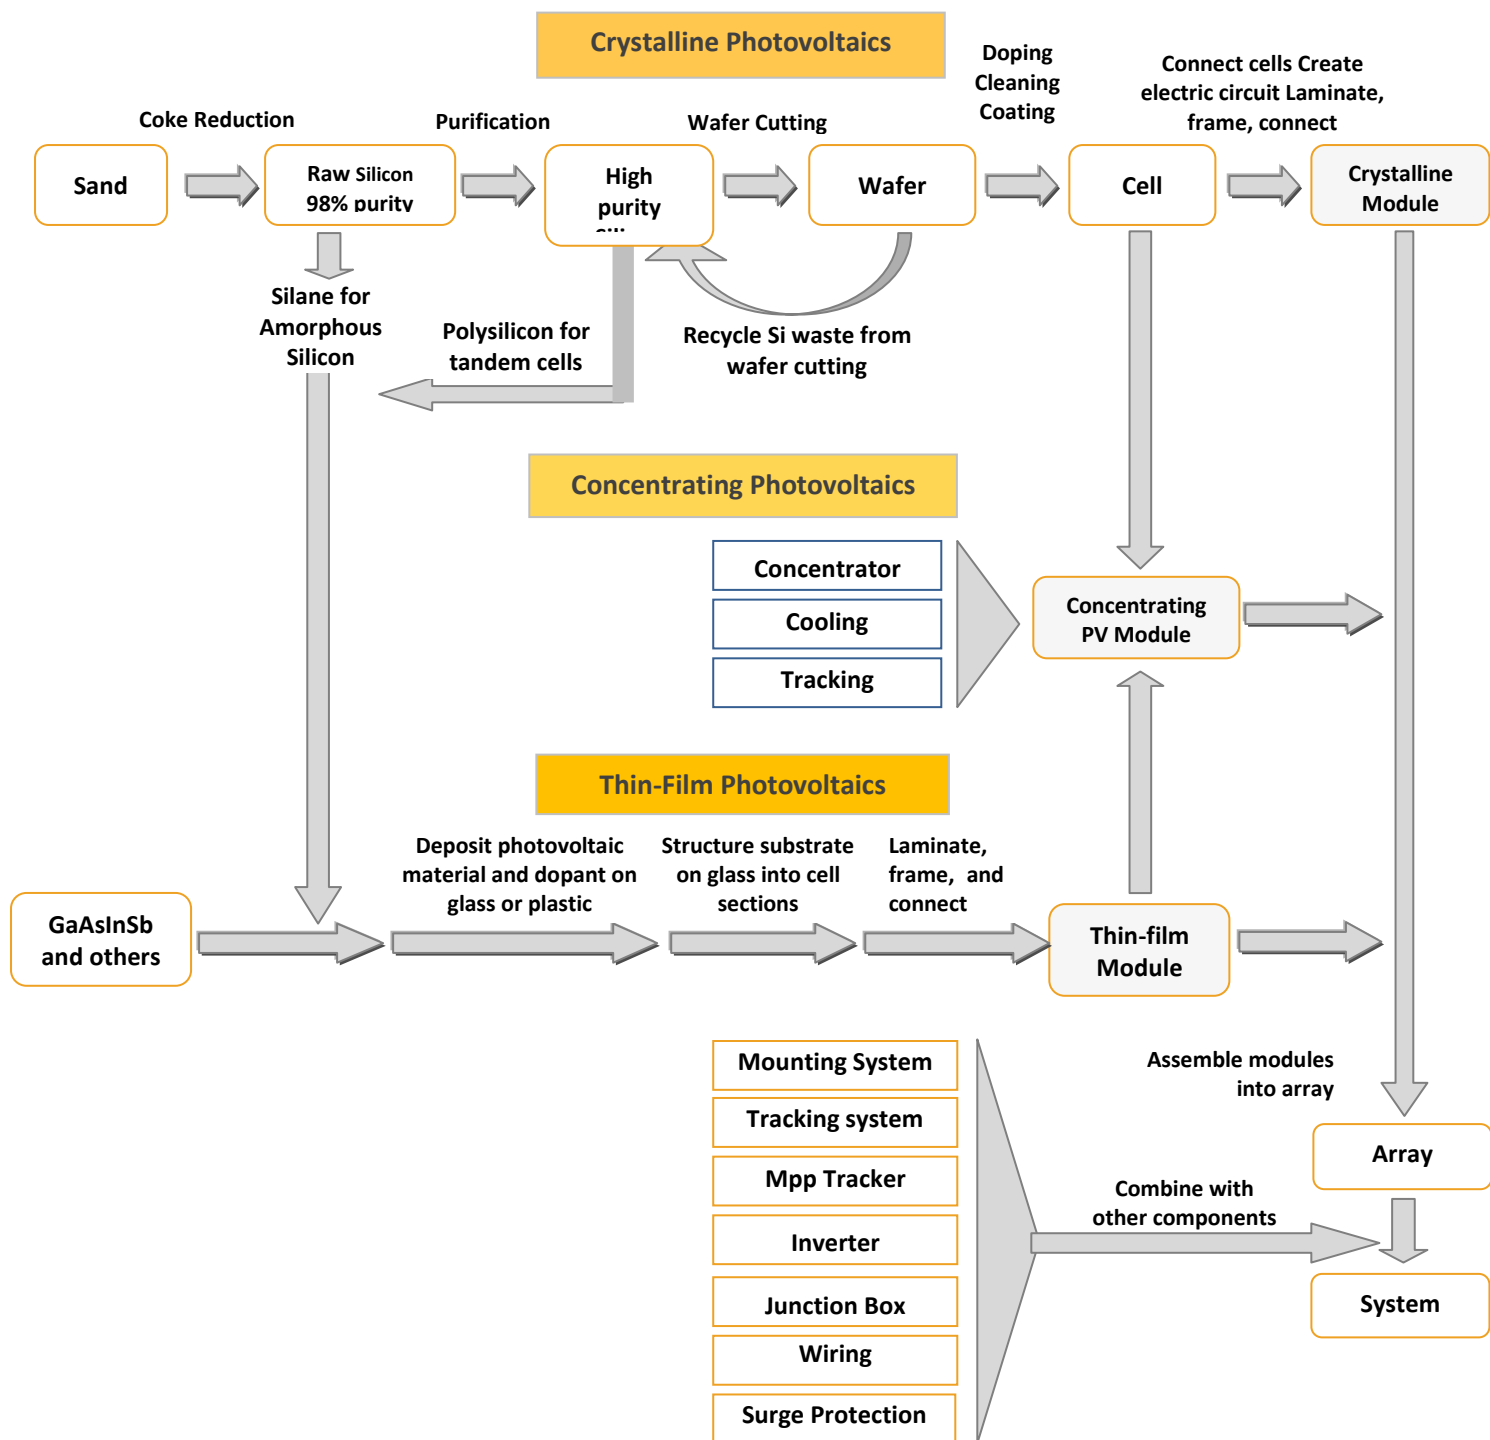 Crystalline Photovoltaics
Doping
Cleaning
Coating
Connect cells Create
electric circuit Laminate,
frame, connect
Coke Reduction
Purification
Wafer Cutting
Sand
Raw Silicon
98% purity
High
purity
Wafer
Cell
Crystalline
Module
Silane for
Amorphous
Silicon
Polysilicon for
tandem cells
Recycle Si waste from
wafer cutting
Concentrating Photovoltaics
Concentrator
Cooling
Tracking
Concentrating
PV Module
Thin-Film Photovoltaics
Deposit photovoltaic
material and dopant on
glass or plastic
Structure substrate
on glass into cell
sections
Laminate,
frame, and
connect
GaAsInSb
and others
Thin-film
Module
Mounting System
Tracking system
Mpp Tracker
Inverter
Junction Box
Wiring
Surge Protection
Assemble modules
into array
Array
Combine with
other components
System